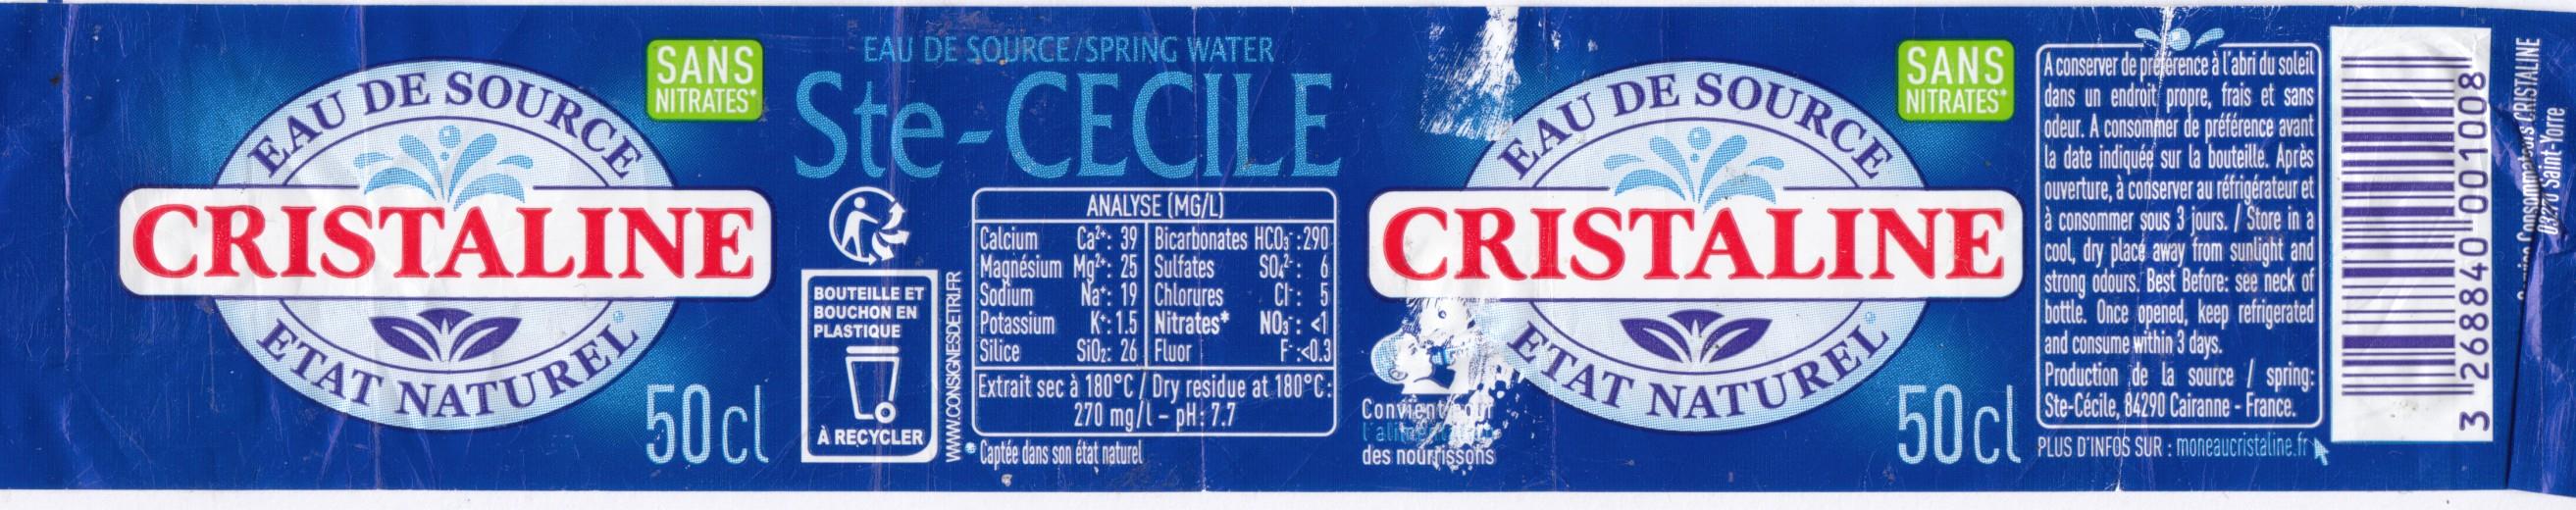 EAU DE SOURCE
CRISTALINE
ETAT NATUREL
SANS
NITRATES*
50cl
EAU DE SOURCE/SPRING WATER
Ste-CECILE
BOUTEILLE ET
BOUCHON EN
PLASTIQUE
À RECYCLER
WWW.CONSIGNESDETRI.FR
ANALYSE (MG/L)
Calcium Ca²⁺: 39 Bicarbonates HCO₃⁻:290
Magnésium Mg²⁺: 25 Sulfates SO₄²⁻: 6
Sodium Na⁺: 19 Chlorures Cl⁻: 5
Potassium K⁺:1.5 Nitrates* NO₃⁻: <1
Silice SiO₂: 26 Fluor F⁻:<0.3
Extrait sec à 180°C / Dry residue at 180°C:
270 mg/l – pH: 7.7
* Captée dans son état naturel
Convient pour
des nourrissons
EAU DE SOURCE
CRISTALINE
ETAT NATUREL
SANS
NITRATES*
50cl
A conserver de préférence à l'abri du soleil
dans un endroit propre, frais et sans
odeur. A consommer de préférence avant
la date indiquée sur la bouteille. Après
ouverture, à conserver au réfrigérateur et
à consommer sous 3 jours. / Store in a
cool, dry place away from sunlight and
strong odours. Best Before: see neck of
bottle. Once opened, keep refrigerated
and consume within 3 days.
Production de la source / spring:
Ste-Cécile, 84290 Cairanne - France.
PLUS D'INFOS SUR : moneaucristaline.fr
3 268840 001008
Consommateurs CRISTALINE
03270 Saint-Yorre